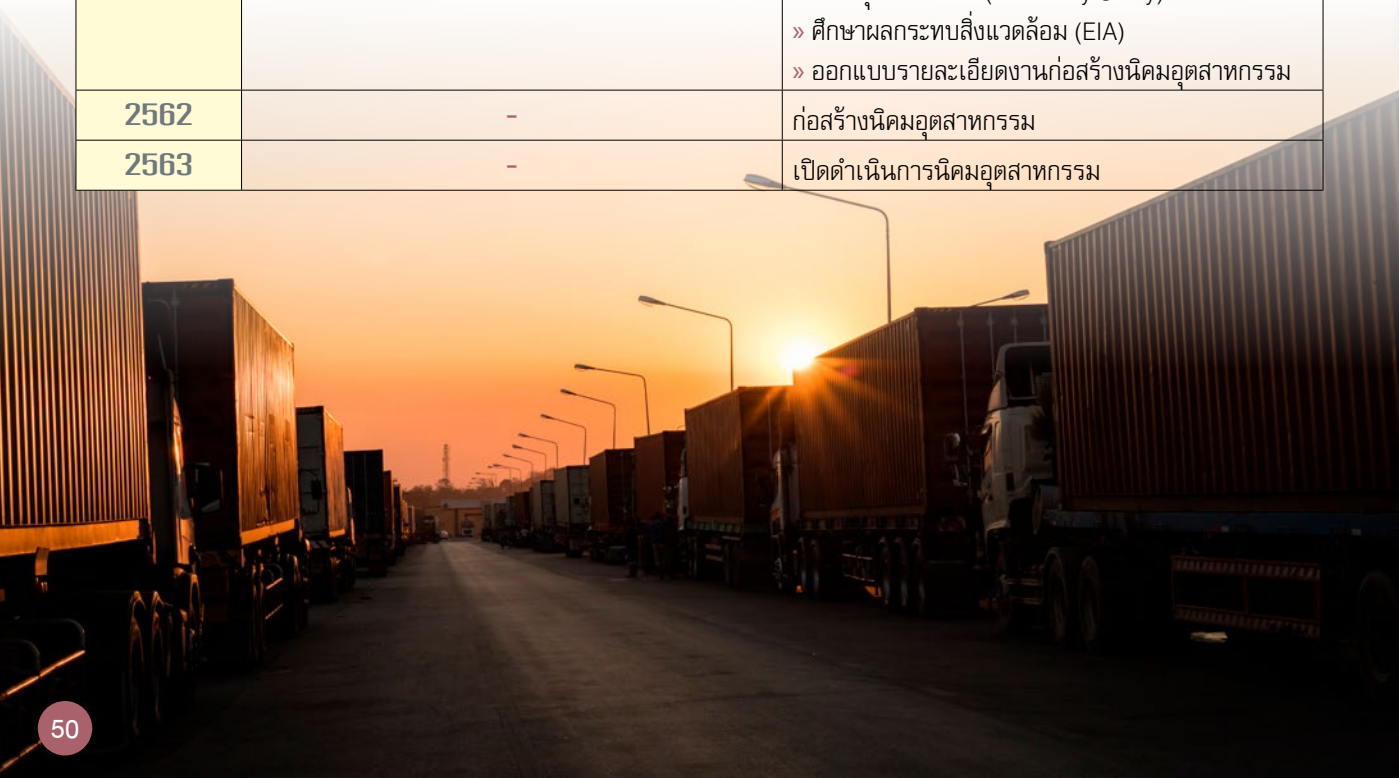 » ศึกษาผลกระทบสิ่งแวดล้อม (EIA)
» ออกแบบรายละเอียดงานก่อสร้างนิคมอุตสาหกรรม
2562 - ก่อสร้างนิคมอุตสาหกรรม
2563 - เปิดดำเนินการนิคมอุตสาหกรรม
50